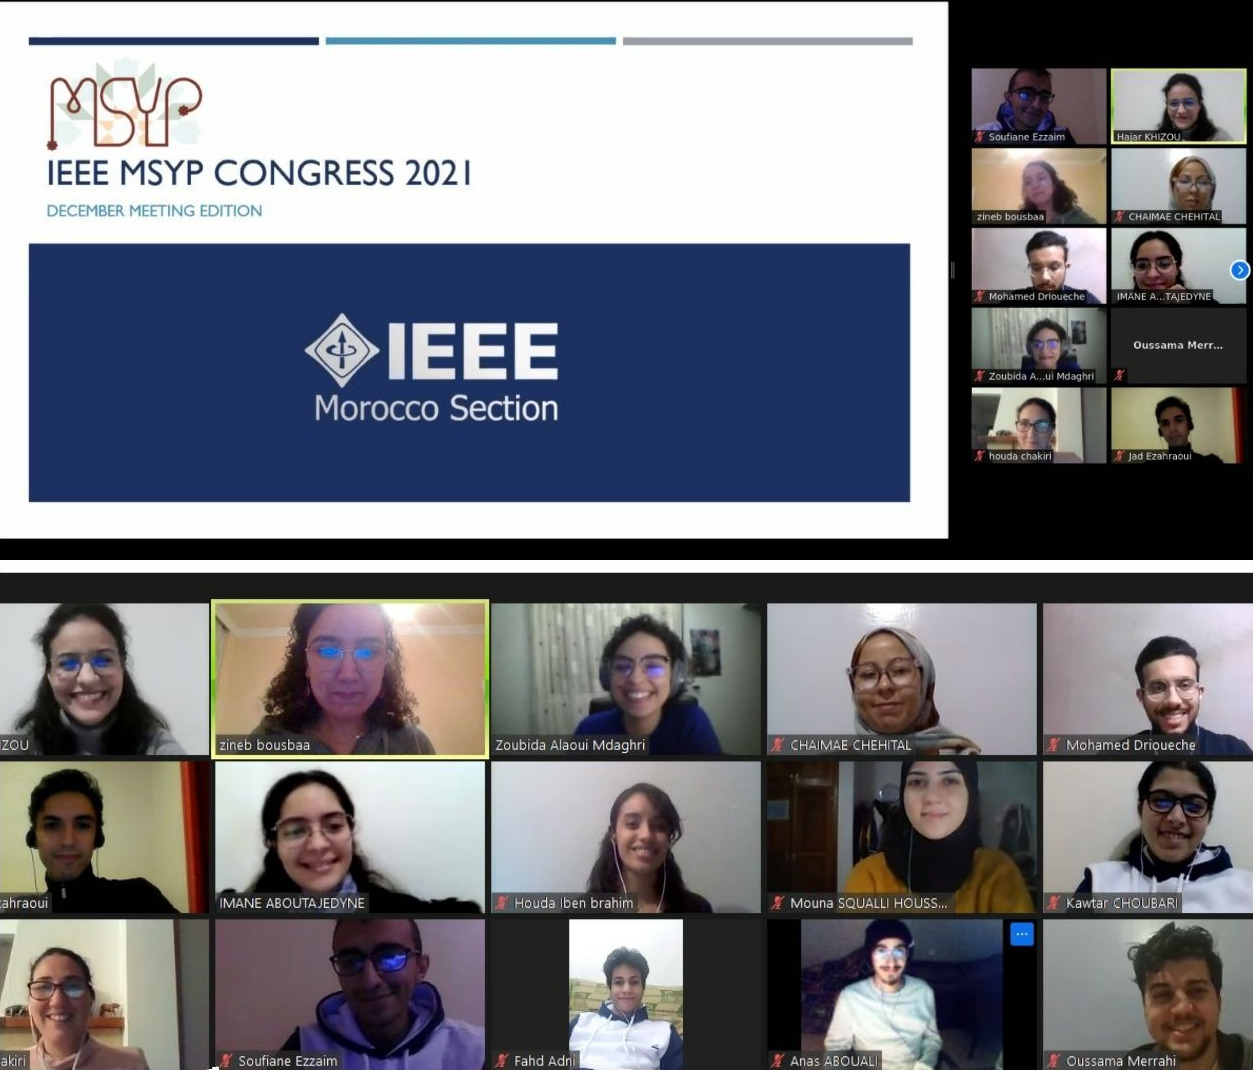 MSYP
IEEE MSYP CONGRESS 2021
DECEMBER MEETING EDITION
IEEE
Morocco Section
Soufiane Ezzaim
Hajar KHIZOU
zineb bousbaa
CHAIMAE CHEHITAL
Mohamed Drioueche
IMANE A...TAJEDYNE
Zoubida A...ui Mdaghri
Oussama Merr...
houda chakiri
Jad Ezahraoui
IZOU
zineb bousbaa
Zoubida Alaoui Mdaghri
CHAIMAE CHEHITAL
Mohamed Drioueche
zahraoui
IMANE ABOUTAJEDYNE
Houda Iben brahim
Mouna SQUALLI HOUSS...
Kawtar CHOUBARI
akiri
Soufiane Ezzaim
Fahd Adni
Anas ABOUALI
Oussama Merrahi